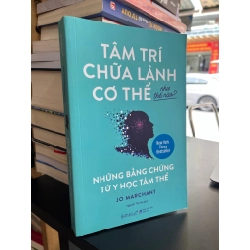 TÂM TRÍ
CHỮA LÀNH
CƠ THỂ
như
thế nào?
New York
Times
Bestseller
NHỮNG BẰNG CHỨNG
TỪ Y HỌC TÂM THỂ
JO MARCHANT